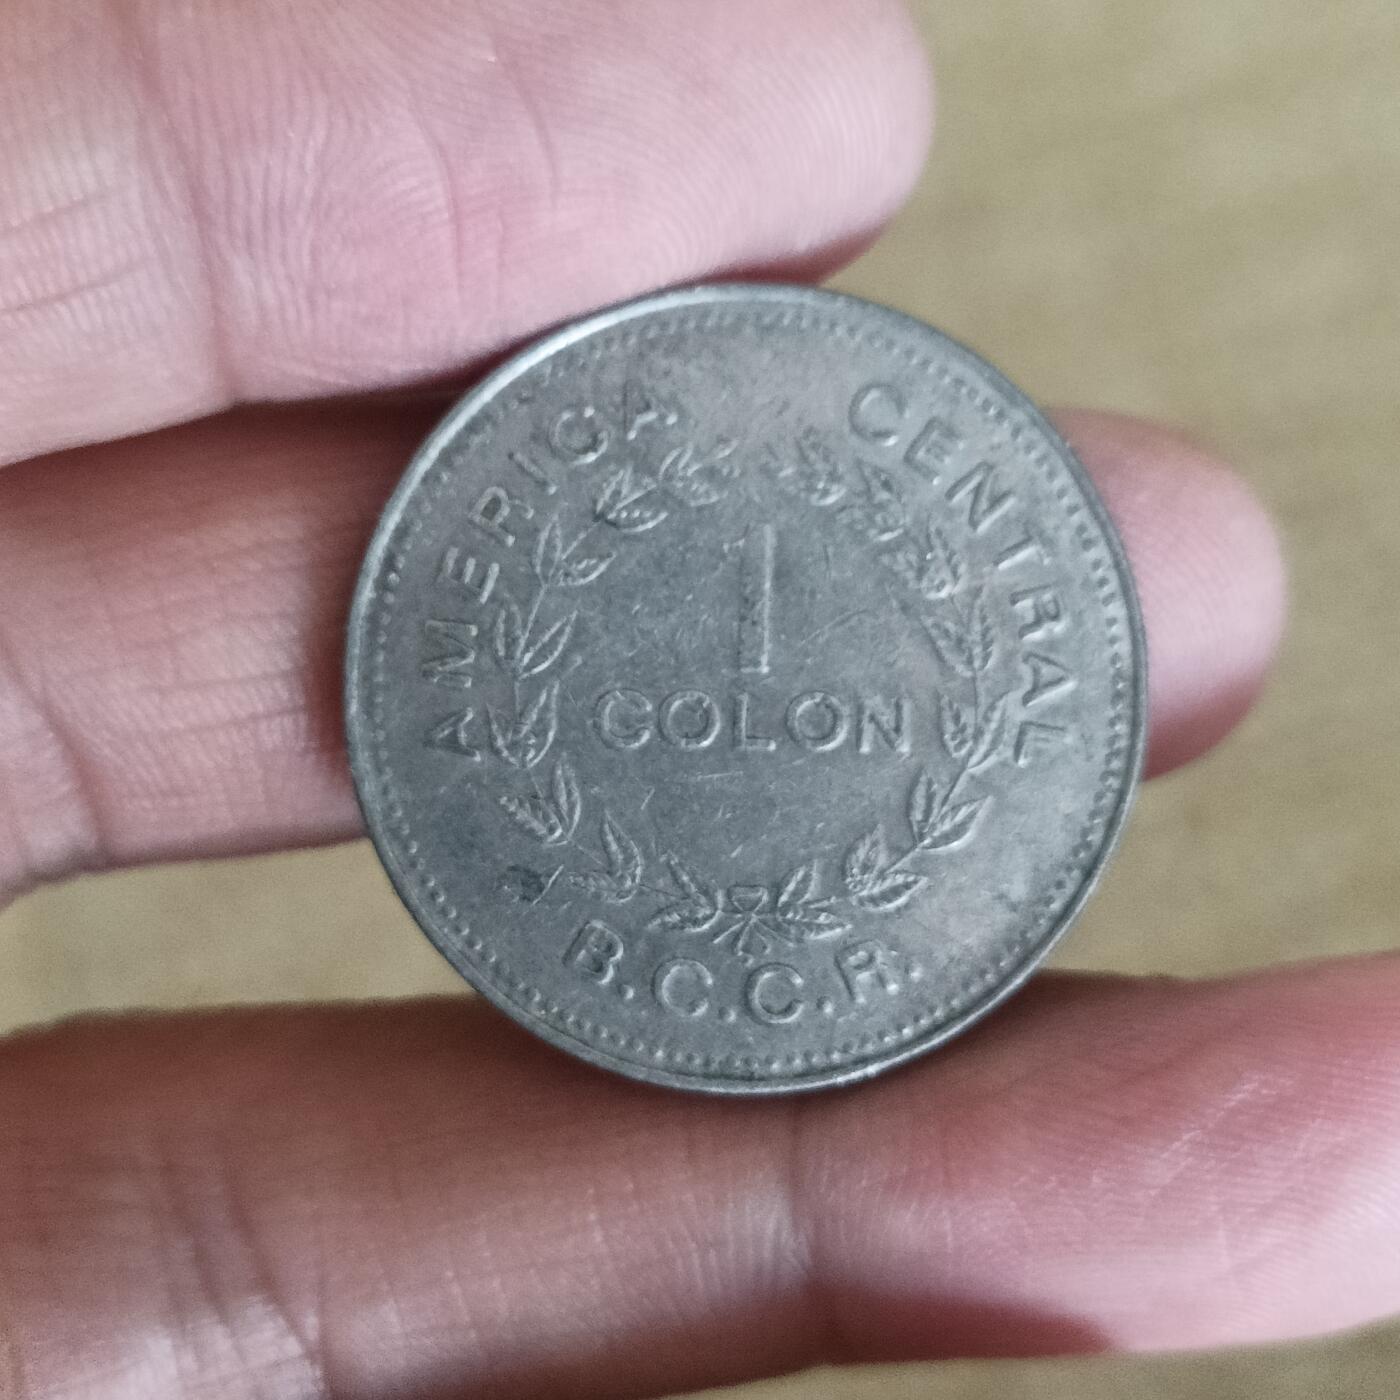 AMERICA CENTRAL
1
COLON
B.C.C.R.